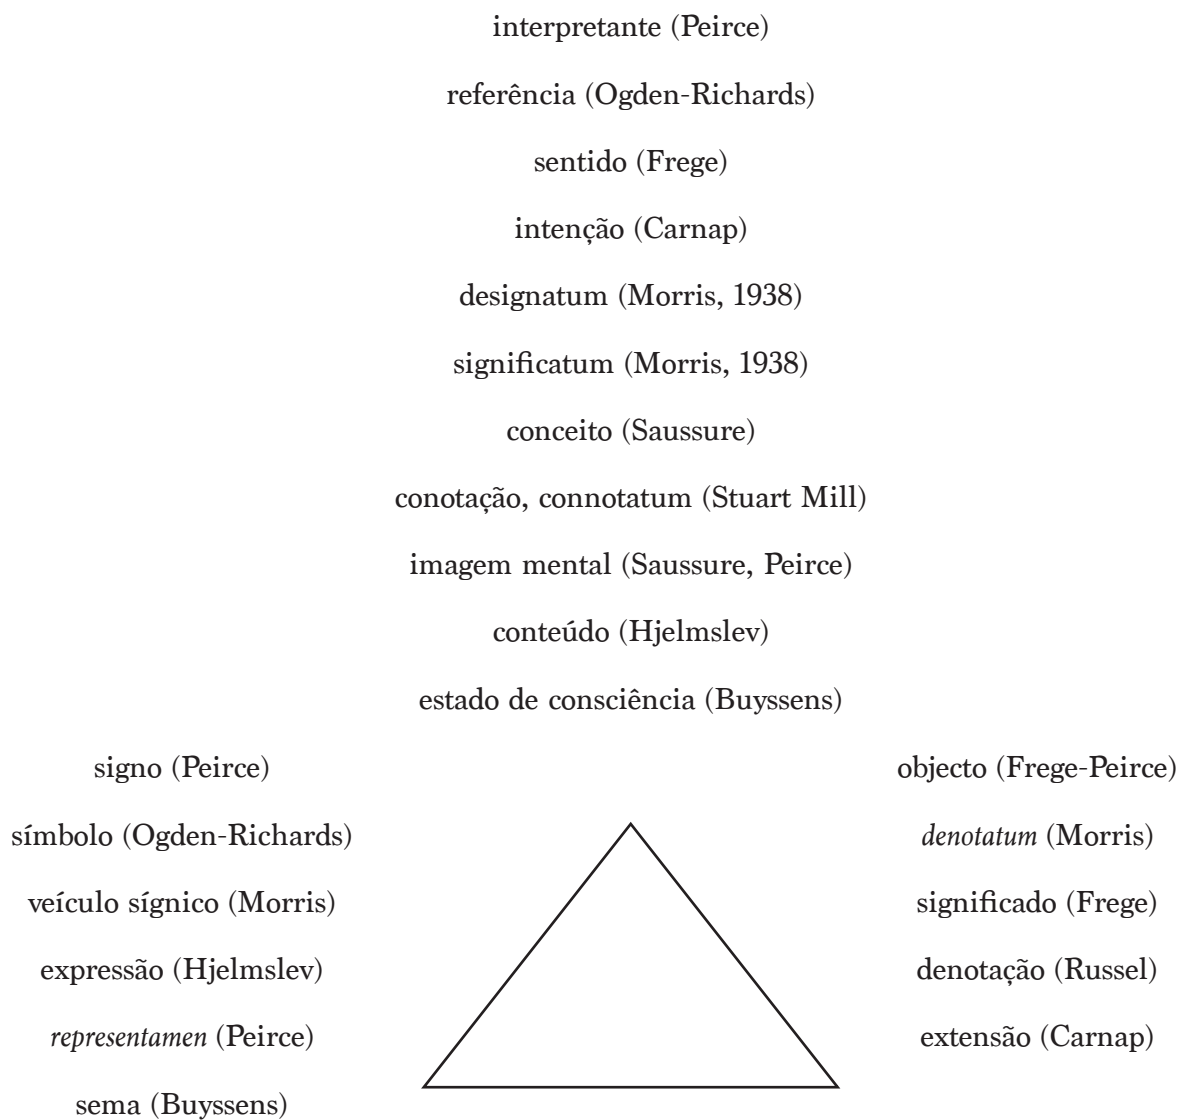 interpretante (Peirce)
referência (Ogden-Richards)
sentido (Frege)
intenção (Carnap)
designatum (Morris, 1938)
significatum (Morris, 1938)
conceito (Saussure)
conotação, connotatum (Stuart Mill)
imagem mental (Saussure, Peirce)
conteúdo (Hjelmslev)
estado de consciência (Buyssens)
signo (Peirce)
símbolo (Ogden-Richards)
veículo sígnico (Morris)
expressão (Hjelmslev)
representamen (Peirce)
sema (Buyssens)
objecto (Frege-Peirce)
denotatum (Morris)
significado (Frege)
denotação (Russel)
extensão (Carnap)